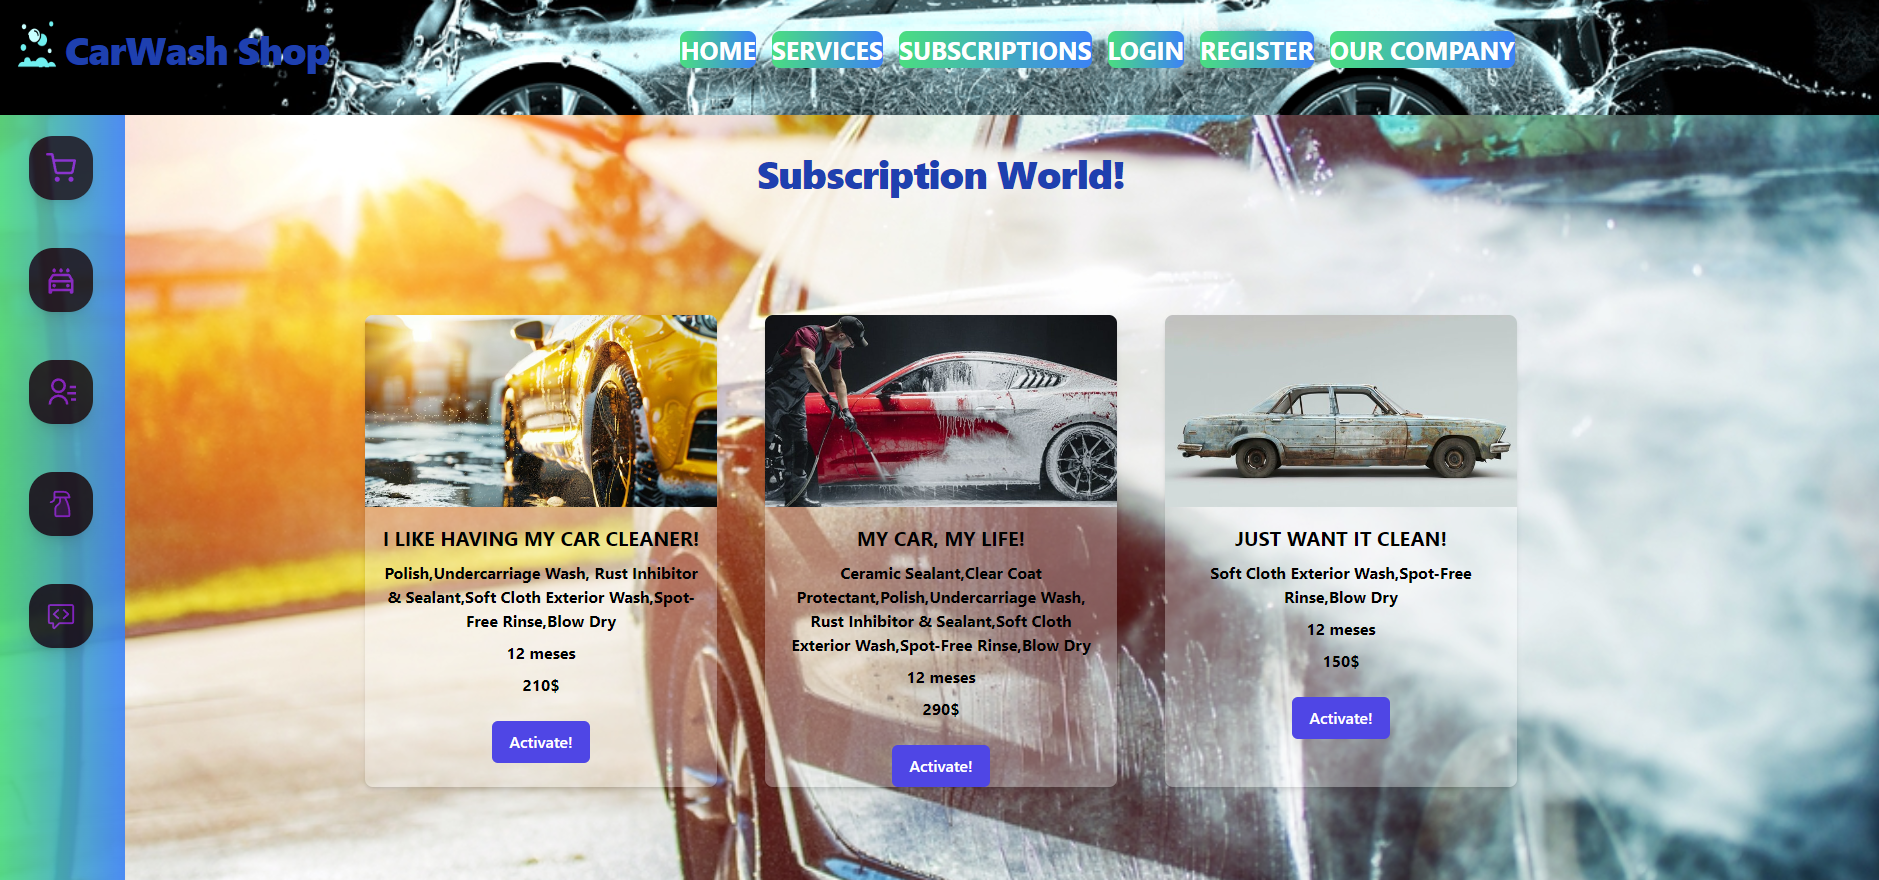 CarWash Shop
HOME SERVICES SUBSCRIPTIONS LOGIN REGISTER OUR COMPANY
Subscription World!
I LIKE HAVING MY CAR CLEANER!
Polish,Undercarriage Wash, Rust Inhibitor
& Sealant,Soft Cloth Exterior Wash,Spot-
Free Rinse,Blow Dry
12 meses
210$
Activate!
MY CAR, MY LIFE!
Ceramic Sealant,Clear Coat
Protectant,Polish,Undercarriage Wash,
Rust Inhibitor & Sealant,Soft Cloth
Exterior Wash,Spot-Free Rinse,Blow Dry
12 meses
290$
Activate!
JUST WANT IT CLEAN!
Soft Cloth Exterior Wash,Spot-Free
Rinse,Blow Dry
12 meses
150$
Activate!